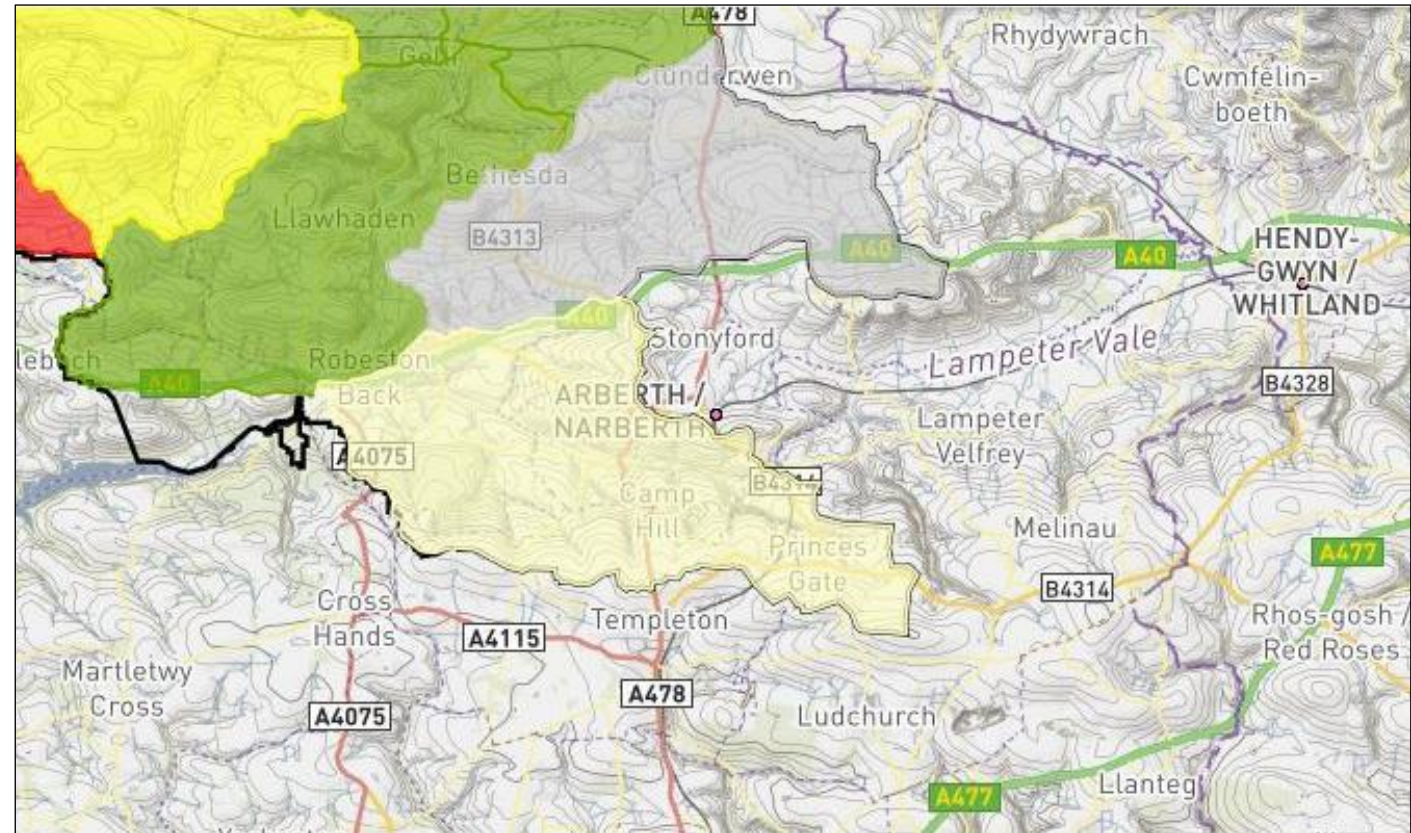 A478
Rhydywrach
Clunderwen
Cwmfelin-
boeth
Bethesda
Llawhaden
B4313
A40
A40
HENDY-
GWYN /
WHITLAND
A40
Stonyford
Lampeter Vale
Robeston
Back
A40
ARBERTH /
NARBERTH
B4328
Lampeter
Velfrey
A4075
B4314
Camp
Hill
Melinau
Princes
Gate
A477
B4314
Cross
Hands
Templeton
Rhos-gosh /
Red Roses
A4115
Martletwy
Cross
A478
A4075
Ludchurch
Llanteg
A477